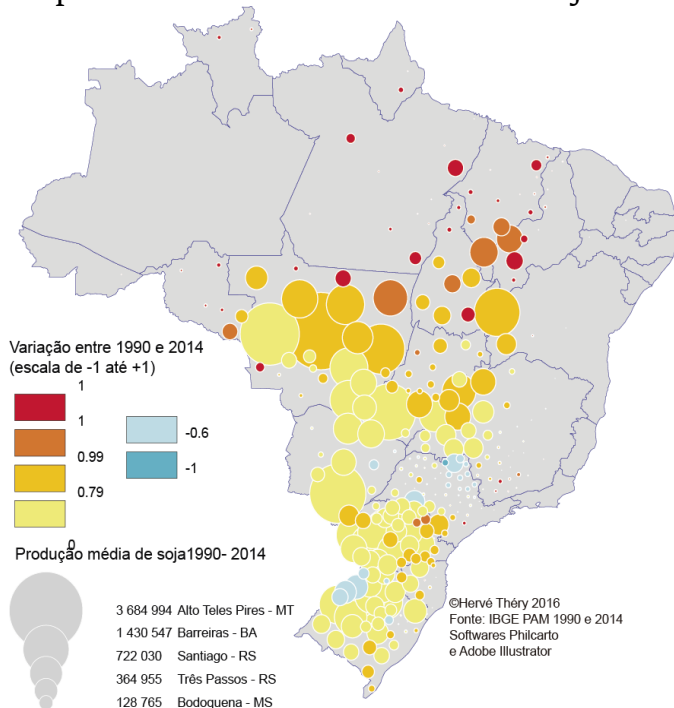 Variação entre 1990 e 2014
(escala de -1 até +1)
1
1
0.99
0.79
0
-0.6
-1
Produção média de soja1990- 2014
3 684 994 Alto Teles Pires - MT
1 430 547 Barreiras - BA
722 030 Santiago - RS
364 955 Três Passos - RS
128 765 Bodoquena - MS
©Hervé Théry 2016
Fonte: IBGE PAM 1990 e 2014
Softwares Philcarto
e Adobe Illustrator